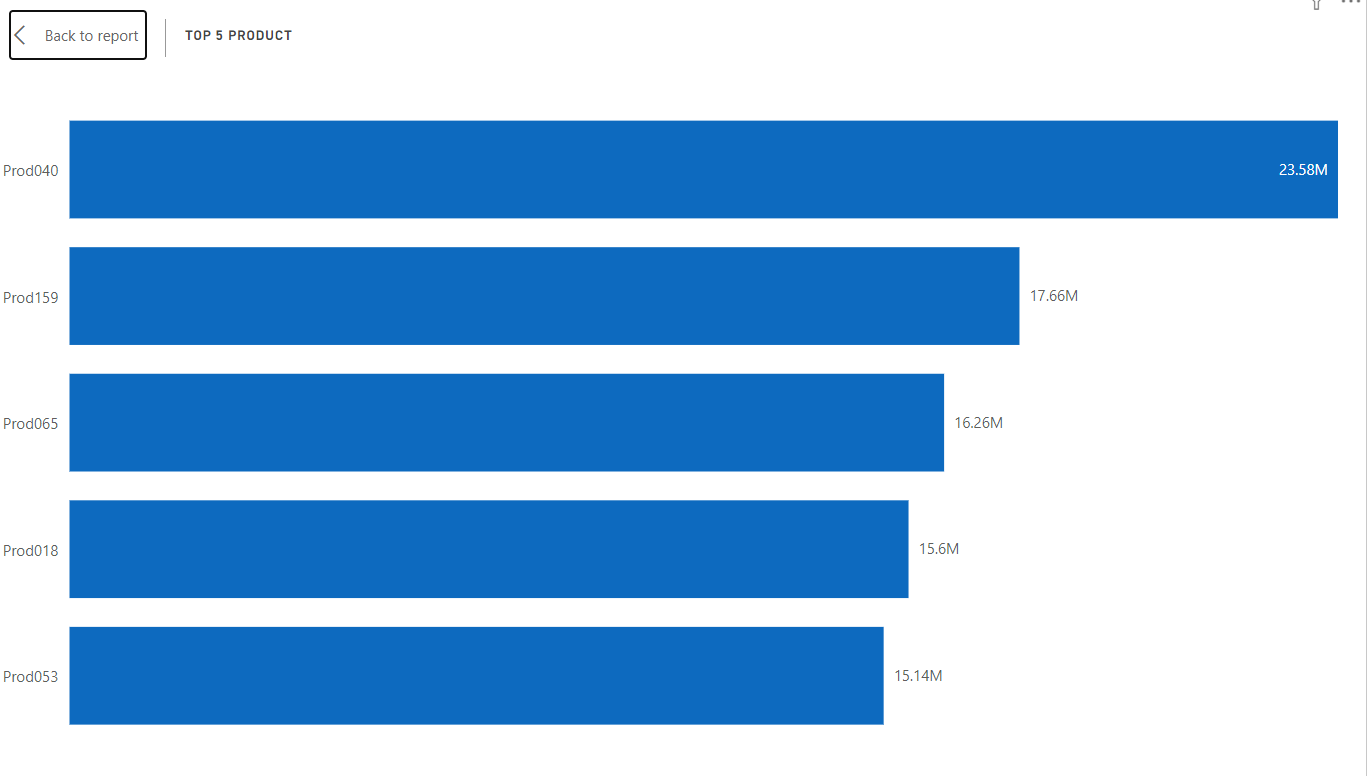 Back to report
TOP 5 PRODUCT
Prod040
23.58M
Prod159
17.66M
Prod065
16.26M
Prod018
15.6M
Prod053
15.14M